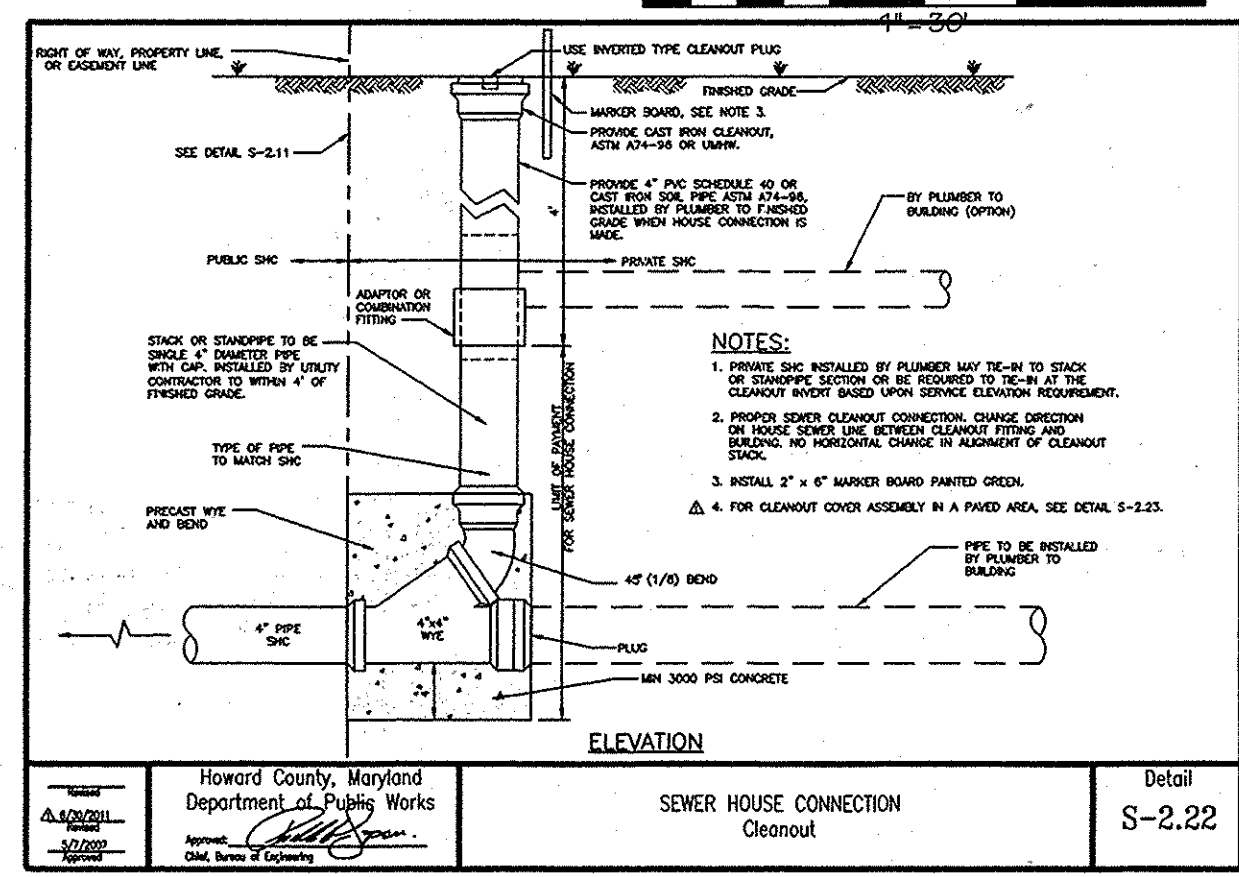 1"=30'
RIGHT OF WAY, PROPERTY LINE,
OR EASEMENT LINE
USE INVERTED TYPE CLEANOUT PLUG
FINISHED GRADE
MARKER BOARD, SEE NOTE 3.
PROVIDE CAST IRON CLEANOUT,
ASTM A74-96 OR UMHW.
SEE DETAIL S-2.11
PROVIDE 4" PVC SCHEDULE 40 OR
CAST IRON SOIL PIPE ASTM A74-98,
INSTALLED BY PLUMBER TO FINISHED
GRADE WHEN HOUSE CONNECTION IS
MADE.
4'
BY PLUMBER TO
BUILDING (OPTION)
PUBLIC SHC
PRIVATE SHC
ADAPTOR OR
COMBINATION
FITTING
STACK OR STANDPIPE TO BE
SINGLE 4" DIAMETER PIPE
WITH CAP. INSTALLED BY UTILITY
CONTRACTOR TO WITHIN 4' OF
FINISHED GRADE.
NOTES:
1. PRIVATE SHC INSTALLED BY PLUMBER MAY TIE-IN TO STACK
OR STANDPIPE SECTION OR BE REQUIRED TO TIE-IN AT THE
CLEANOUT INVERT BASED UPON SERVICE ELEVATION REQUIREMENT.
2. PROPER SEWER CLEANOUT CONNECTION. CHANGE DIRECTION
ON HOUSE SEWER LINE BETWEEN CLEANOUT FITTING AND
BUILDING. NO HORIZONTAL CHANGE IN ALIGNMENT OF CLEANOUT
STACK.
3. INSTALL 2" x 6" MARKER BOARD PAINTED GREEN.
4. FOR CLEANOUT COVER ASSEMBLY IN A PAVED AREA, SEE DETAIL S-2.23.
LIMIT OF PAYMENT
FOR SEWER HOUSE CONNECTION
TYPE OF PIPE
TO MATCH SHC
PRECAST WYE
AND BEND
PIPE TO BE INSTALLED
BY PLUMBER TO
BUILDING
45° (1/8) BEND
4" PIPE
SHC
4"x4"
WYE
PLUG
MIN 3000 PSI CONCRETE
ELEVATION
Revised
6/30/2011
Revised
5/7/2007
Approved
Howard County, Maryland
Department of Public Works
Approved:
Chief, Bureau of Engineering
SEWER HOUSE CONNECTION
Cleanout
Detail
S-2.22